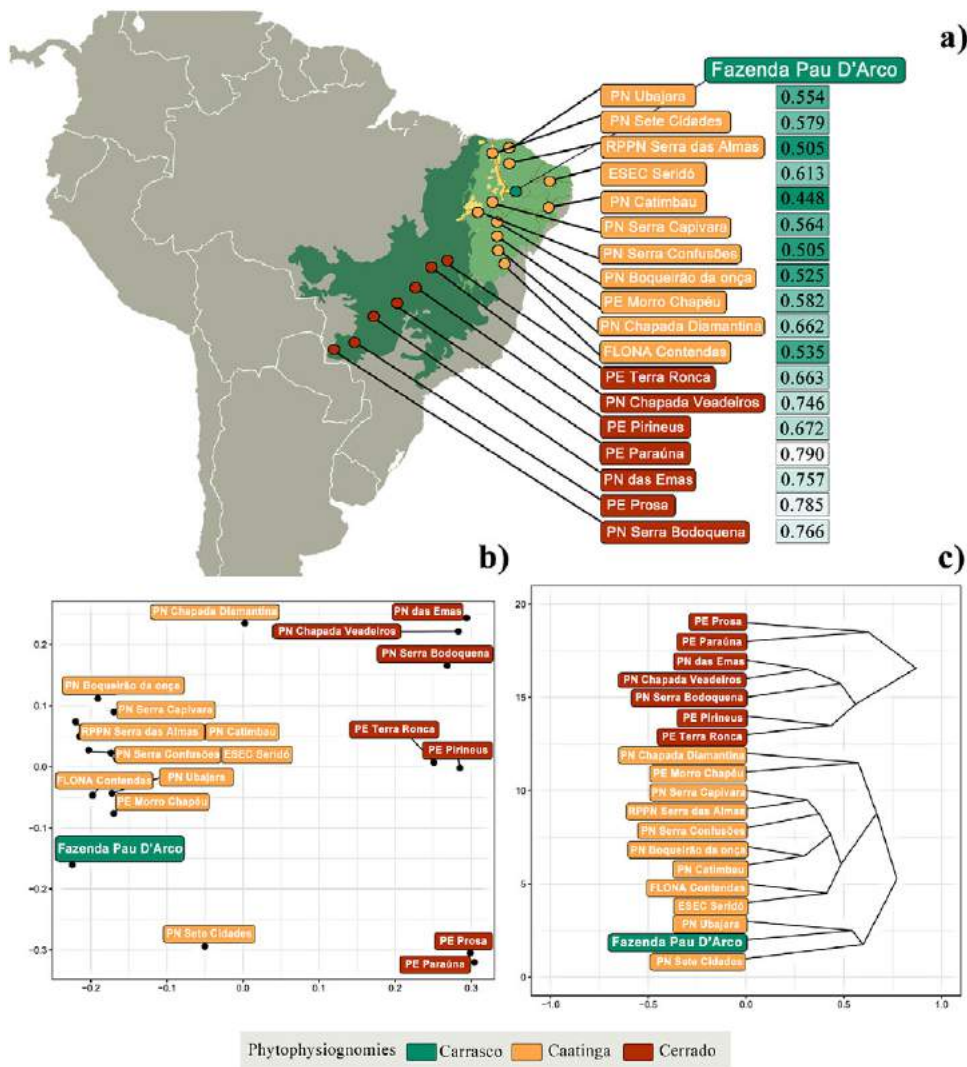 a)
Fazenda Pau D'Arco
PN Ubajara 0.554
PN Sete Cidades 0.579
RPPN Serra das Almas 0.505
ESEC Seridó 0.613
PN Catimbau 0.448
PN Serra Capivara 0.564
PN Serra Confusões 0.505
PN Boqueirão da onça 0.525
PE Morro Chapéu 0.582
PN Chapada Diamantina 0.662
FLONA Contendas 0.535
PE Terra Ronca 0.663
PN Chapada Veadeiros 0.746
PE Pirineus 0.672
PE Paraúna 0.790
PN das Emas 0.757
PE Prosa 0.785
PN Serra Bodoquena 0.766
b)
PN Chapada Diamantina
PN das Emas
PN Chapada Veadeiros
PN Serra Bodoquena
PN Boqueirão da onça
PN Serra Capivara
RPPN Serra das Almas PN Catimbau
PE Terra Ronca
PE Pirineus
PN Serra Confusões ESEC Seridó
FLONA Contendas PN Ubajara
PE Morro Chapéu
Fazenda Pau D'Arco
PN Sete Cidades
PE Prosa
PE Paraúna
0.2
0.1
0.0
−0.1
−0.2
−0.3
−0.2 −0.1 0.0 0.1 0.2 0.3
c)
20
15
10
5
0
PE Prosa
PE Paraúna
PN das Emas
PN Chapada Veadeiros
PN Serra Bodoquena
PE Pirineus
PE Terra Ronca
PN Chapada Diamantina
PE Morro Chapéu
PN Serra Capivara
RPPN Serra das Almas
PN Serra Confusões
PN Boqueirão da onça
PN Catimbau
FLONA Contendas
ESEC Seridó
PN Ubajara
Fazenda Pau D'Arco
PN Sete Cidades
−1.0 −0.5 0.0 0.5 1.0
Phytophysiognomies Carrasco Caatinga Cerrado